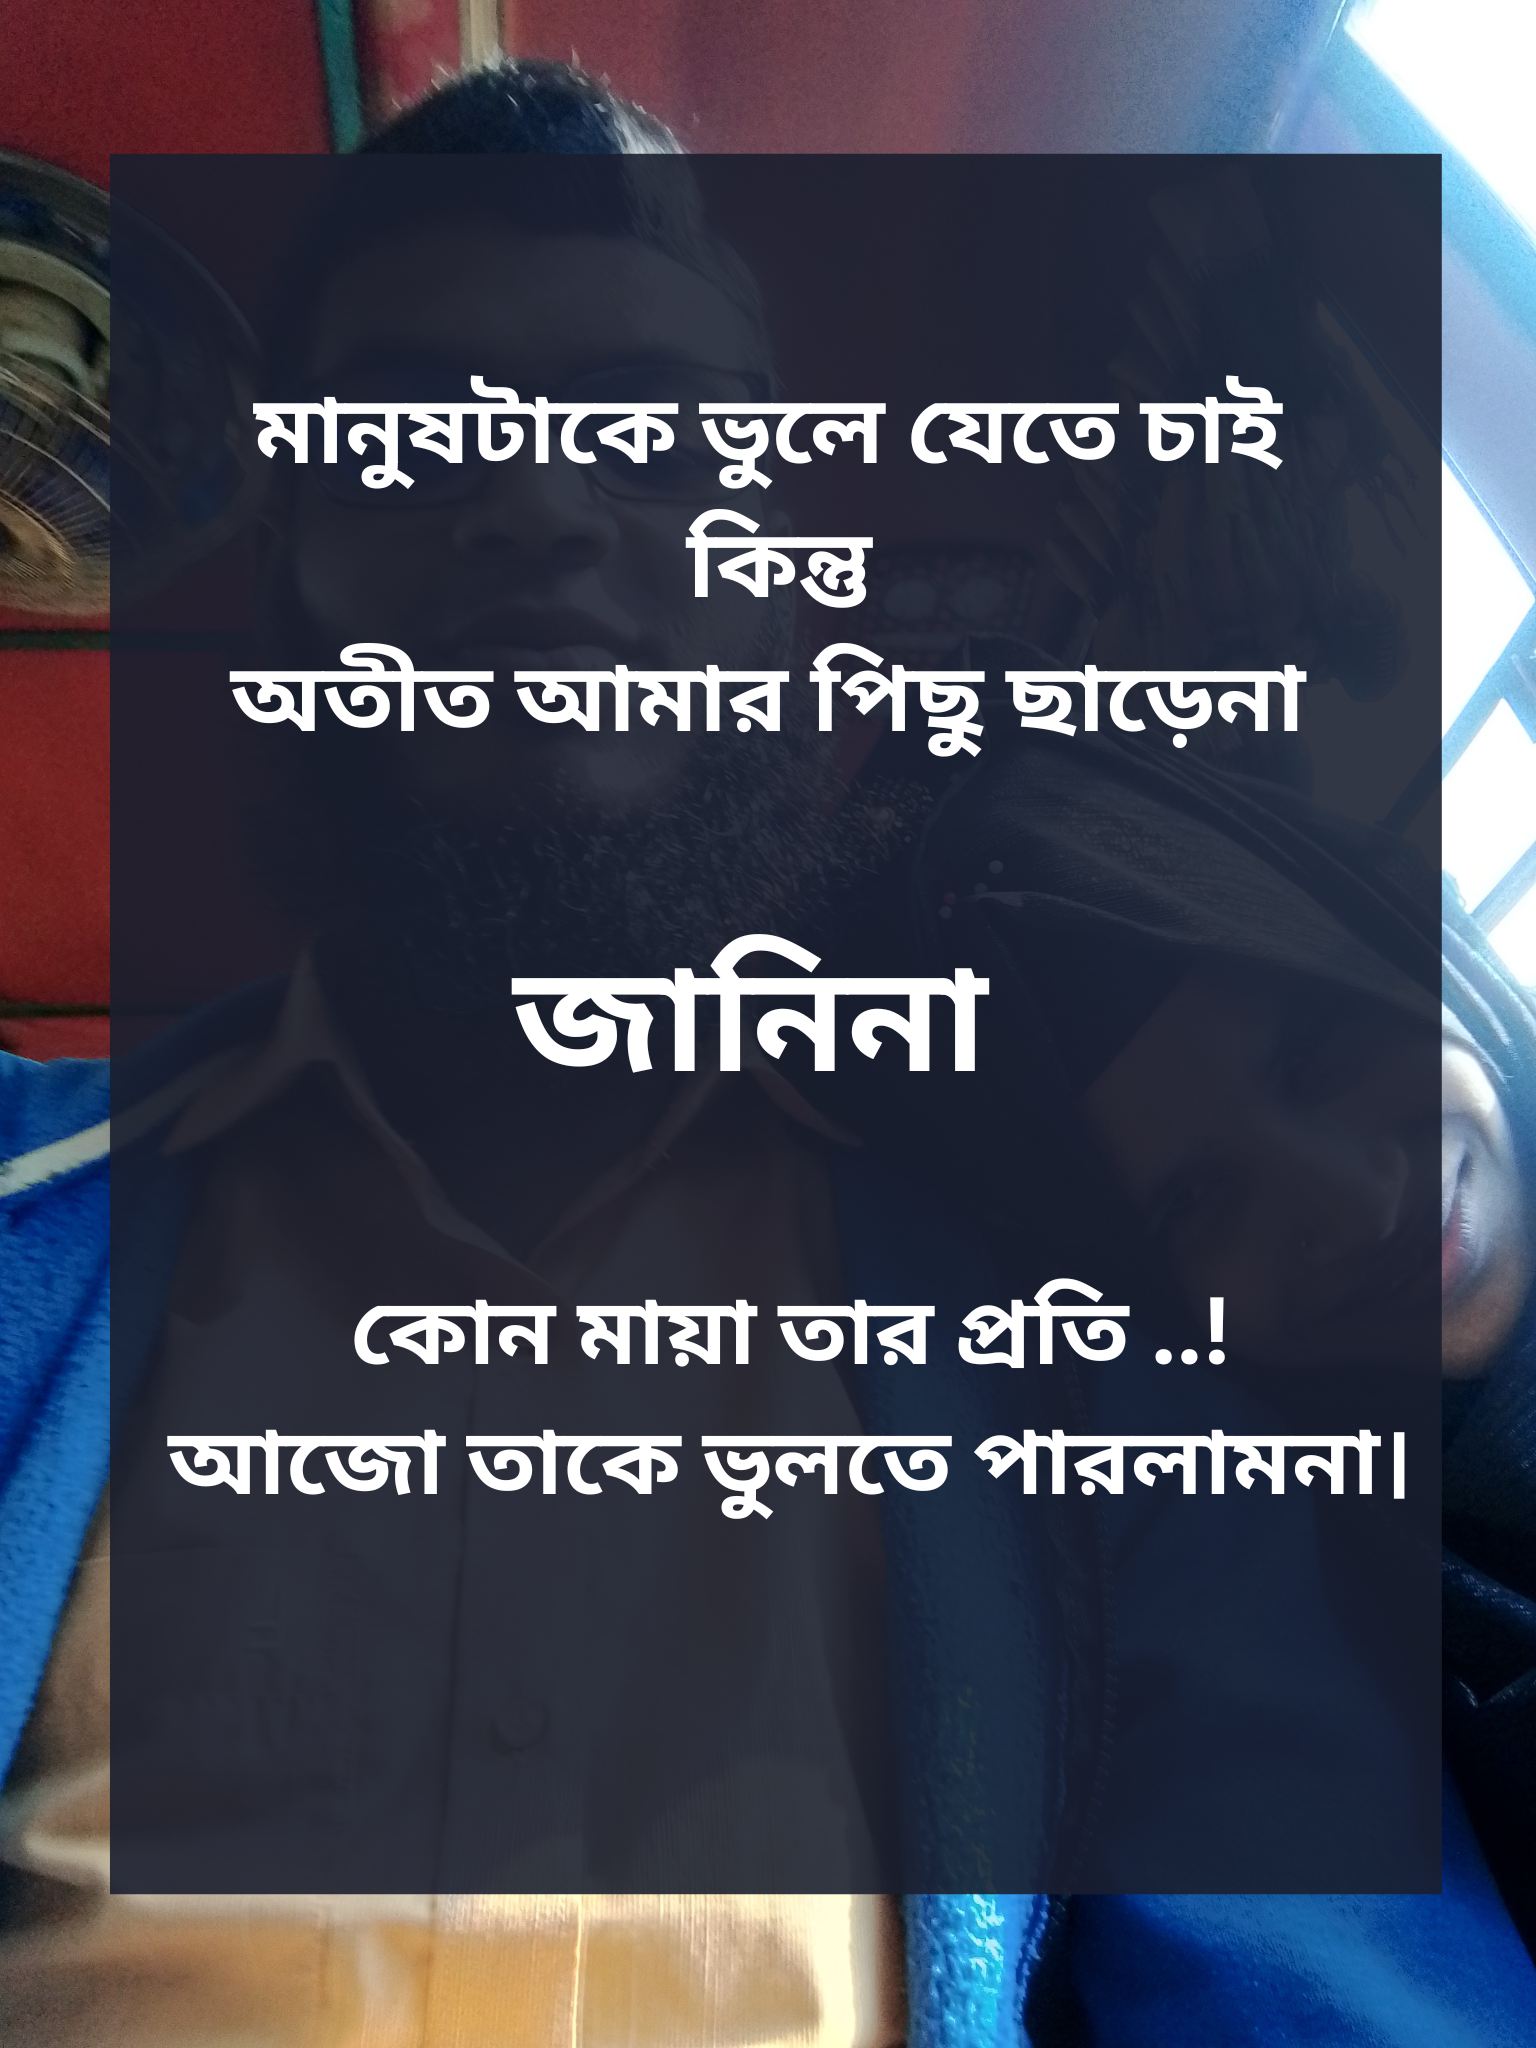 মানুষটাকে ভুলে যেতে চাই
কিন্তু
অতীত আমার পিছু ছাড়েনা
জানিনা
কোন মায়া তার প্রতি ..!
আজো তাকে ভুলতে পারলামনা।